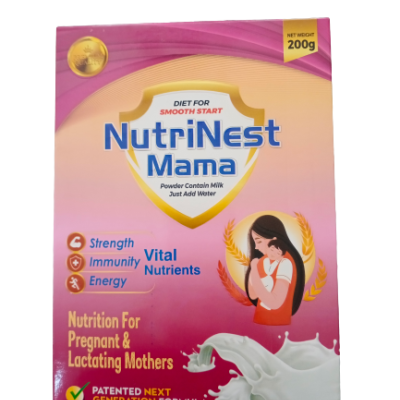 NET WEIGHT
200g
DIET FOR
SMOOTH START
NutriNest
Mama
Powder Contain Milk
Just Add Water
Strength
Immunity
Energy
Vital
Nutrients
Nutrition For
Pregnant &
Lactating Mothers
PATENTED NEXT